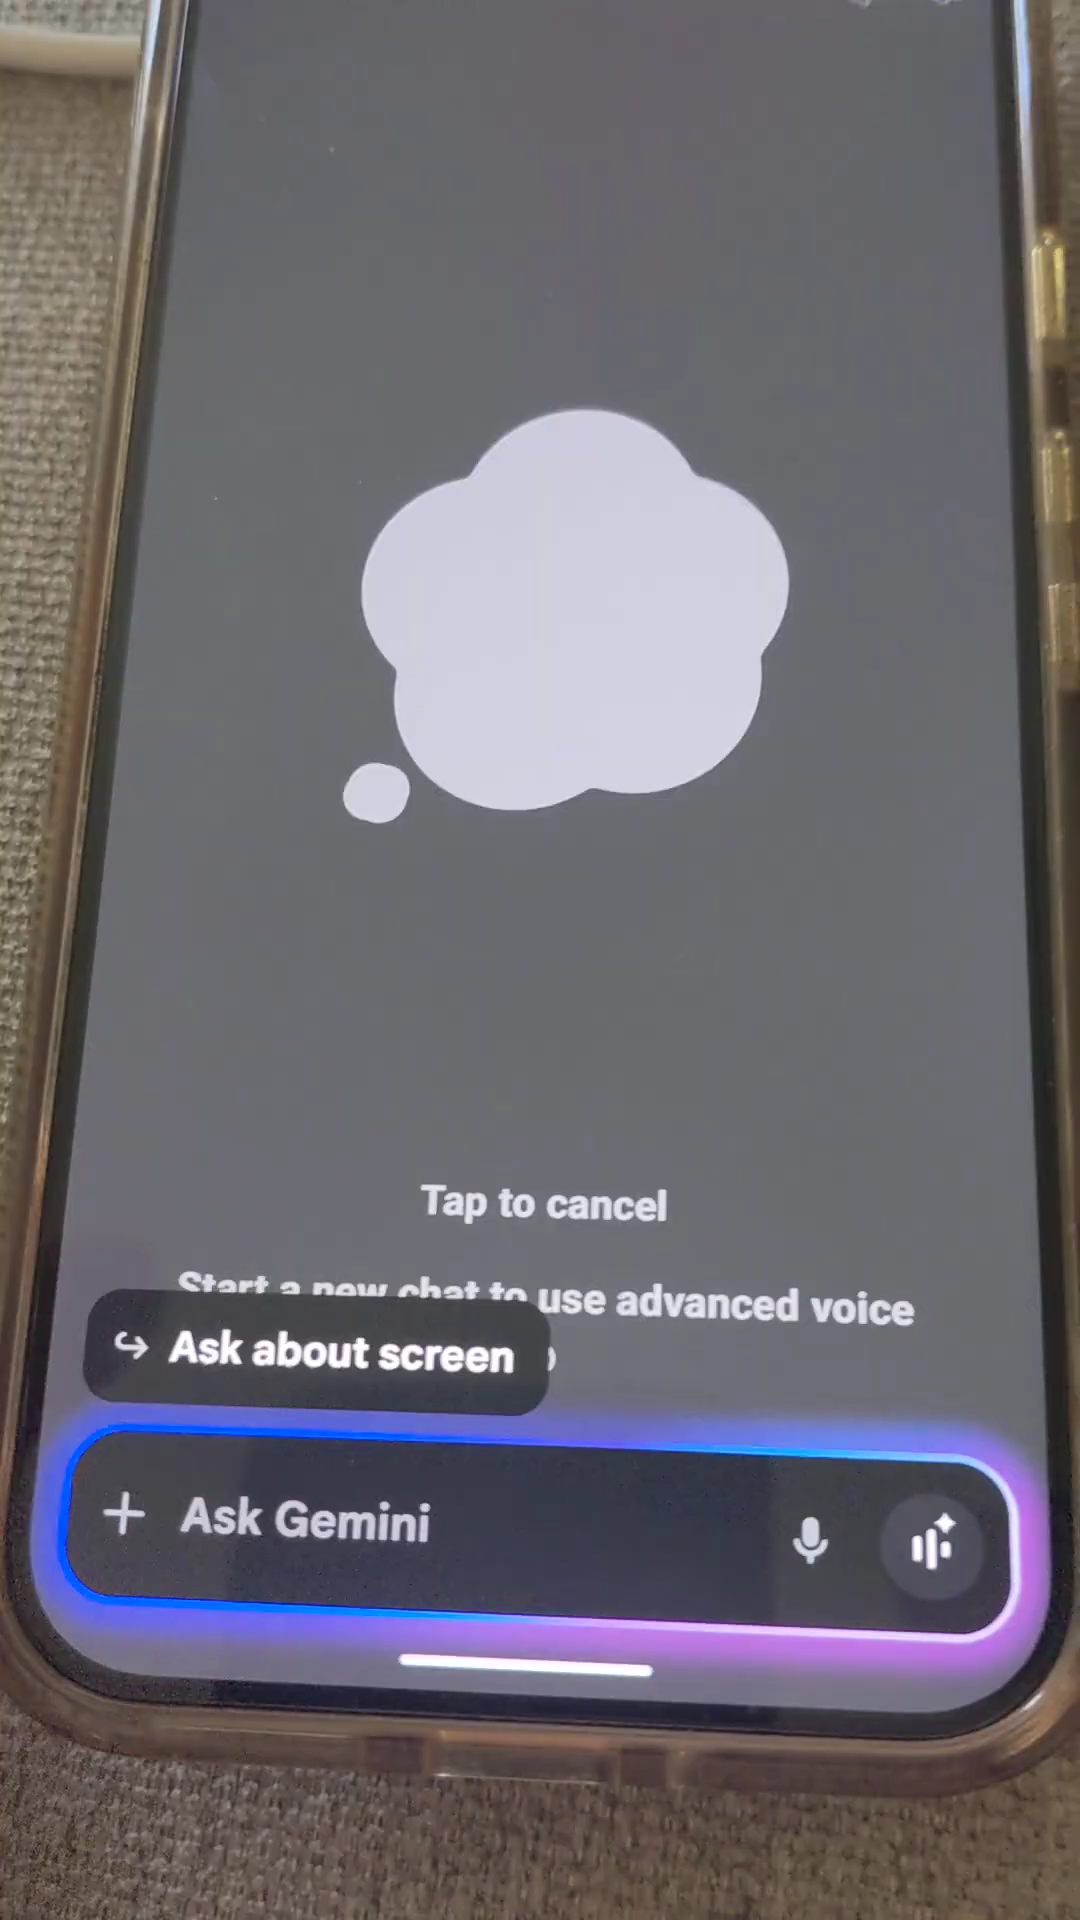 Tap to cancel
Start a new chat to use advanced voice
Ask about screen
Ask Gemini